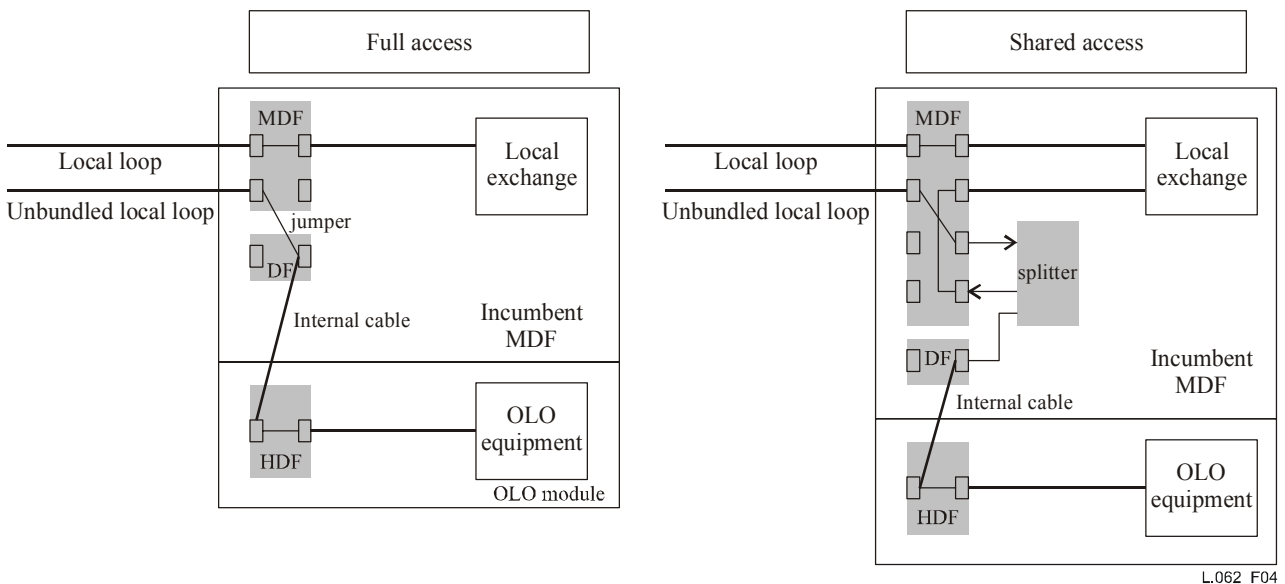 Full access
MDF
Local loop
Local
exchange
Unbundled local loop
jumper
DF
Internal cable
Incumbent
MDF
OLO
equipment
HDF
OLO module
Shared access
MDF
Local loop
Local
exchange
Unbundled local loop
splitter
DF
Incumbent
MDF
Internal cable
OLO
equipment
HDF
L.062_F04